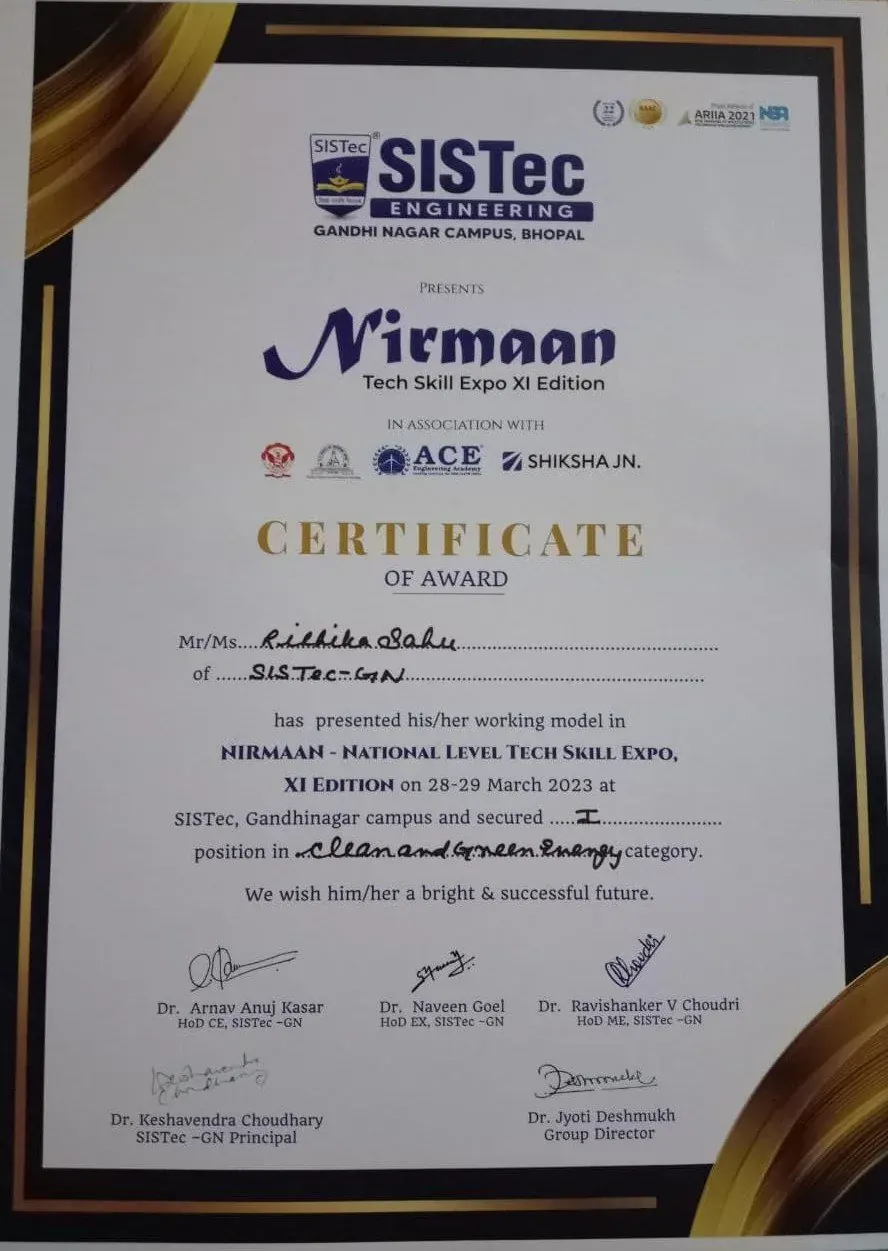 22
NAAC
ARIIA 2021
SISTec®
SISTec
ENGINEERING
GANDHI NAGAR CAMPUS, BHOPAL
PRESENTS
Nirmaan
Tech Skill Expo XI Edition
IN ASSOCIATION WITH
ACE
Engineering Academy
SHIKSHA JN.
CERTIFICATE
OF AWARD
Mr/Ms....Rithika Sahu....................
of ......SISTec-GN....................
has presented his/her working model in
NIRMAAN - NATIONAL LEVEL TECH SKILL EXPO,
XI EDITION on 28-29 March 2023 at
SISTec, Gandhinagar campus and secured .....I....................
position in ..Clean and Green Energy category.
We wish him/her a bright & successful future.
Dr. Arnav Anuj Kasar
HoD CE, SISTec -GN
Dr. Naveen Goel
HoD EX, SISTec -GN
Dr. Ravishanker V Choudri
HoD ME, SISTec -GN
Keshavendra
Choudhary
Deshmukh
Dr. Keshavendra Choudhary
SISTec -GN Principal
Dr. Jyoti Deshmukh
Group Director